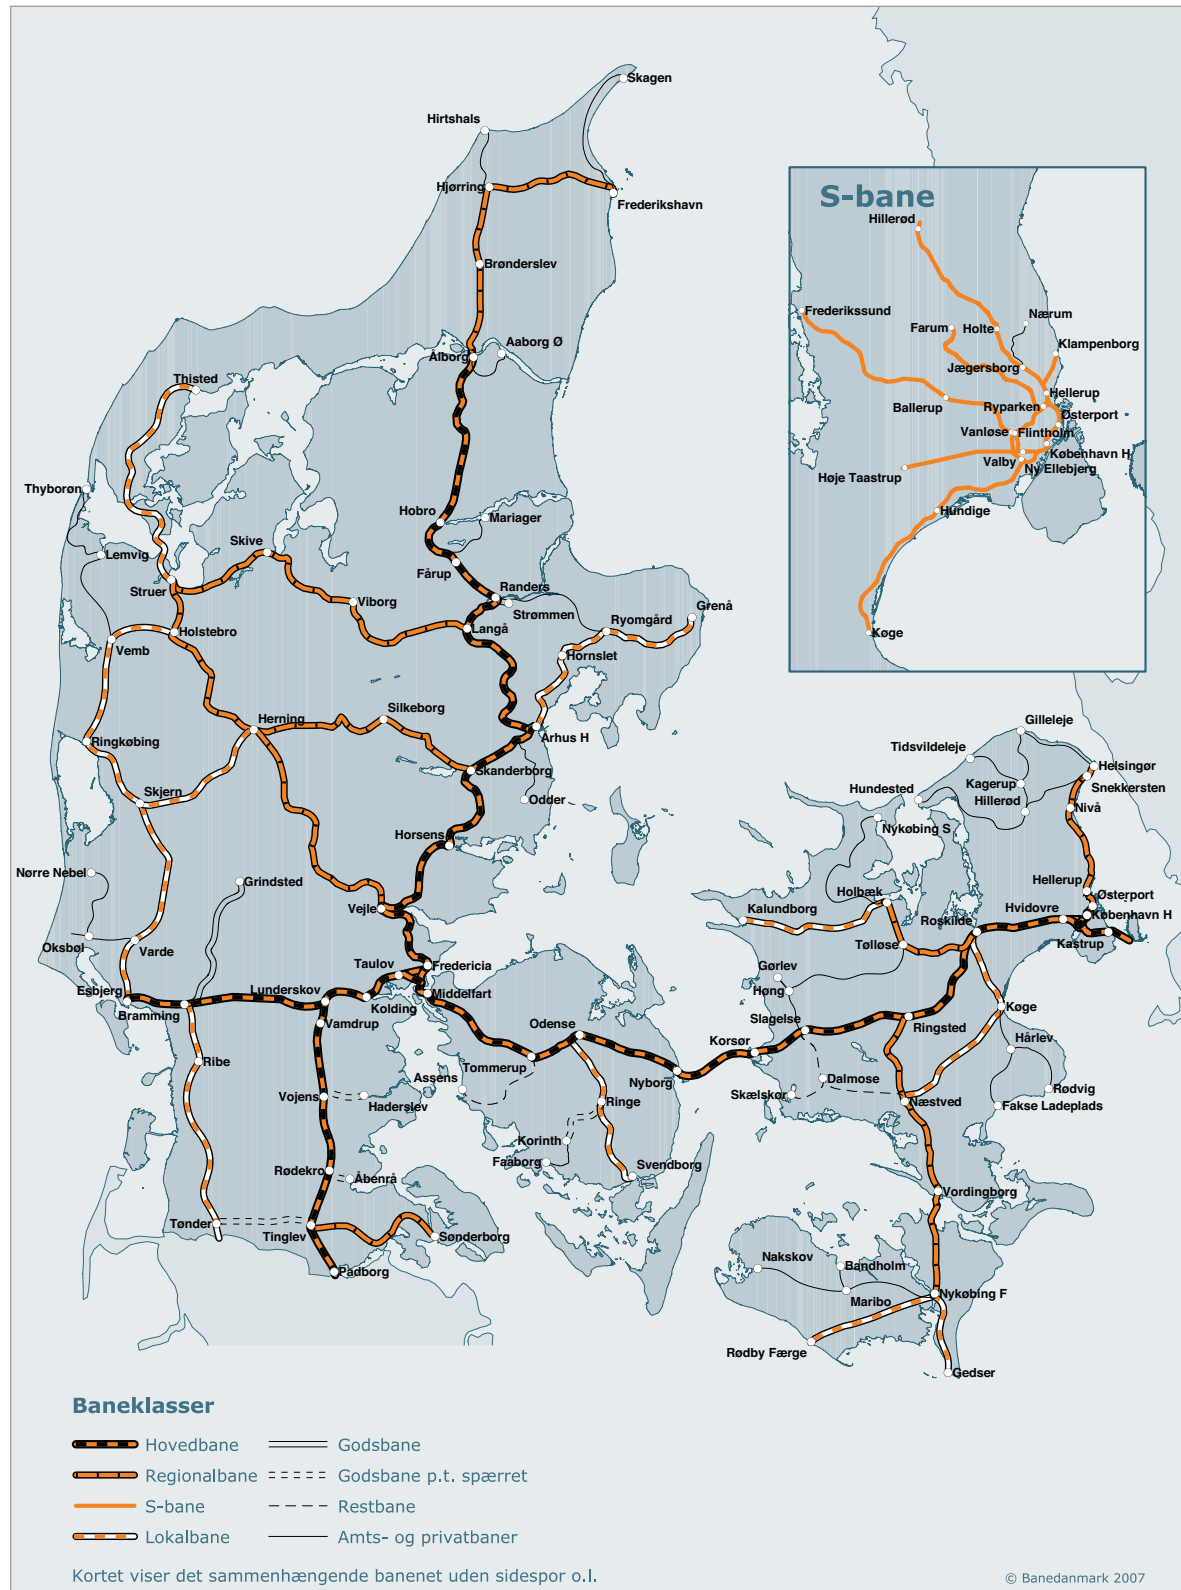 Skagen
Hirtshals
Hjørring
Frederikshavn
Brønderslev
Ålborg
Aaborg Ø
Thisted
Thyborøn
Hobro
Mariager
Lemvig
Skive
Fårup
Struer
Randers
Viborg
Strømmen
Grenå
Holstebro
Langå
Ryomgård
Vemb
Hornslet
Herning
Silkeborg
Århus H
Ringkøbing
Skanderborg
Skjern
Odder
Horsens
Nørre Nebel
Grindsted
Vejle
Oksbøl
Varde
Taulov
Fredericia
Esbjerg
Lunderskov
Middelfart
Bramming
Kolding
Vamdrup
Odense
Ribe
Tommerup
Assens
Nyborg
Vojens
Haderslev
Ringe
Korinth
Faaborg
Svendborg
Rødekro
Åbenrå
Tønder
Tinglev
Sønderborg
Padborg
S-bane
Hillerød
Frederikssund
Farum
Holte
Nærum
Klampenborg
Jægersborg
Hellerup
Ballerup
Ryparken
Østerport
Vanløse
Flintholm
København H
Valby
Ny Ellebjerg
Høje Taastrup
Hundige
Køge
Gilleleje
Tidsvildeleje
Helsingør
Kagerup
Snekkersten
Hundested
Hillerød
Nivå
Nykøbing S
Hellerup
Holbæk
Østerport
Kalundborg
Hvidovre
København H
Roskilde
Tølløse
Kastrup
Gørlev
Høng
Køge
Slagelse
Ringsted
Korsør
Hårlev
Dalmose
Rødvig
Skælskør
Næstved
Fakse Ladeplads
Vordingborg
Nakskov
Bandholm
Maribo
Nykøbing F
Rødby Færge
Gedser
Baneklasser
Hovedbane
Godsbane
Regionalbane
Godsbane p.t. spærret
S-bane
Restbane
Lokalbane
Amts- og privatbaner
Kortet viser det sammenhængende banenet uden sidespor o.l.
© Banedanmark 2007